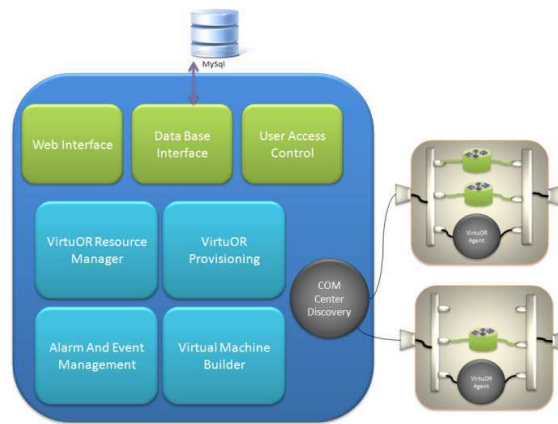 MySql
Web Interface
Data Base
Interface
User Access
Control
VirtuOR Resource
Manager
VirtuOR
Provisioning
COM
Center
Discovery
Alarm And Event
Management
Virtual Machine
Builder
VirtuOR
Agent
VirtuOR
Agent